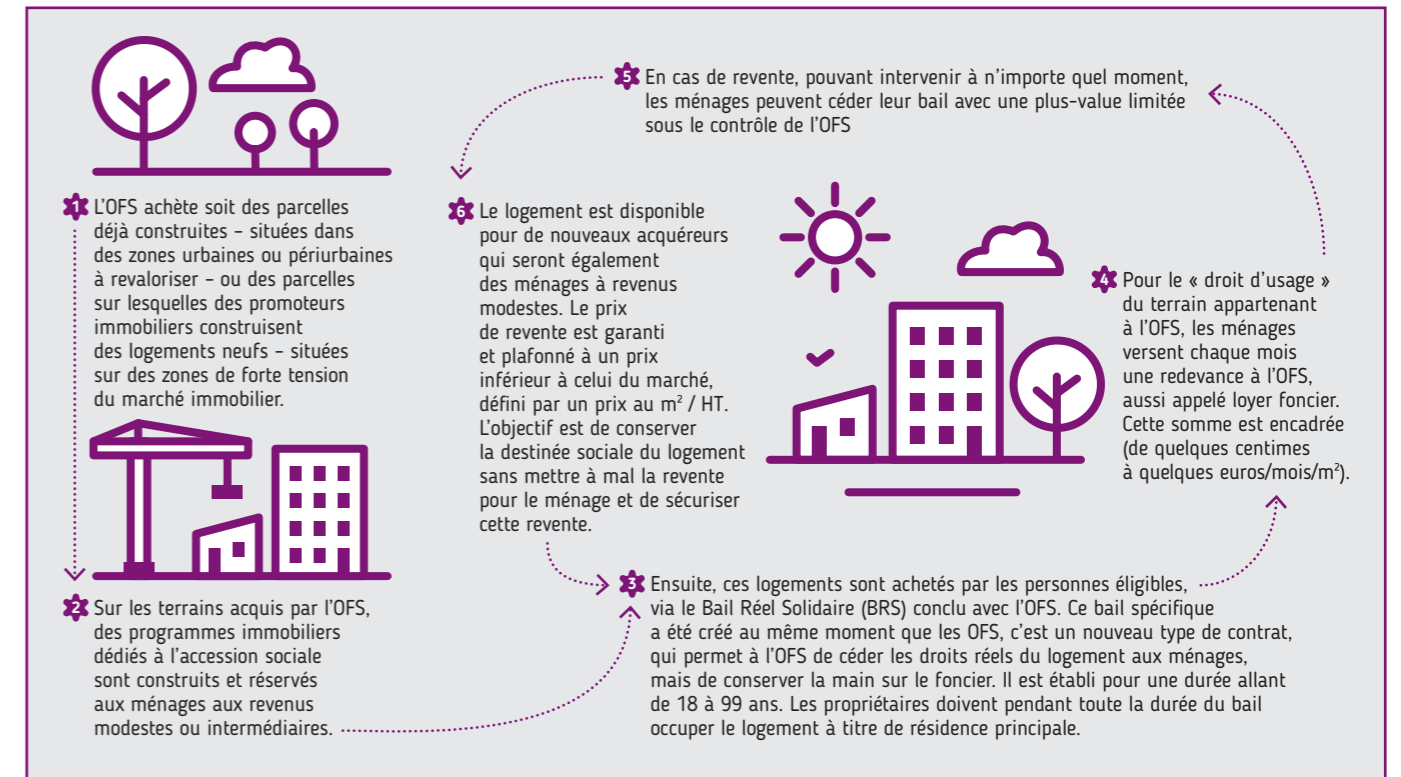 1 L’OFS achète soit des parcelles
déjà construites – situées dans
des zones urbaines ou périurbaines
à revaloriser – ou des parcelles
sur lesquelles des promoteurs
immobiliers construisent
des logements neufs – situées
sur des zones de forte tension
du marché immobilier.
2 Sur les terrains acquis par l’OFS,
des programmes immobiliers
dédiés à l’accession sociale
sont construits et réservés
aux ménages aux revenus
modestes ou intermédiaires.
3 Ensuite, ces logements sont achetés par les personnes éligibles,
via le Bail Réel Solidaire (BRS) conclu avec l’OFS. Ce bail spécifique
a été créé au même moment que les OFS, c’est un nouveau type de contrat,
qui permet à l’OFS de céder les droits réels du logement aux ménages,
mais de conserver la main sur le foncier. Il est établi pour une durée allant
de 18 à 99 ans. Les propriétaires doivent pendant toute la durée du bail
occuper le logement à titre de résidence principale.
4 Pour le « droit d’usage »
du terrain appartenant
à l’OFS, les ménages
versent chaque mois
une redevance à l’OFS,
aussi appelé loyer foncier.
Cette somme est encadrée
(de quelques centimes
à quelques euros/mois/m²).
5 En cas de revente, pouvant intervenir à n’importe quel moment,
les ménages peuvent céder leur bail avec une plus-value limitée
sous le contrôle de l’OFS
6 Le logement est disponible
pour de nouveaux acquéreurs
qui seront également
des ménages à revenus
modestes. Le prix
de revente est garanti
et plafonné à un prix
inférieur à celui du marché,
défini par un prix au m² / HT.
L’objectif est de conserver
la destinée sociale du logement
sans mettre à mal la revente
pour le ménage et de sécuriser
cette revente.